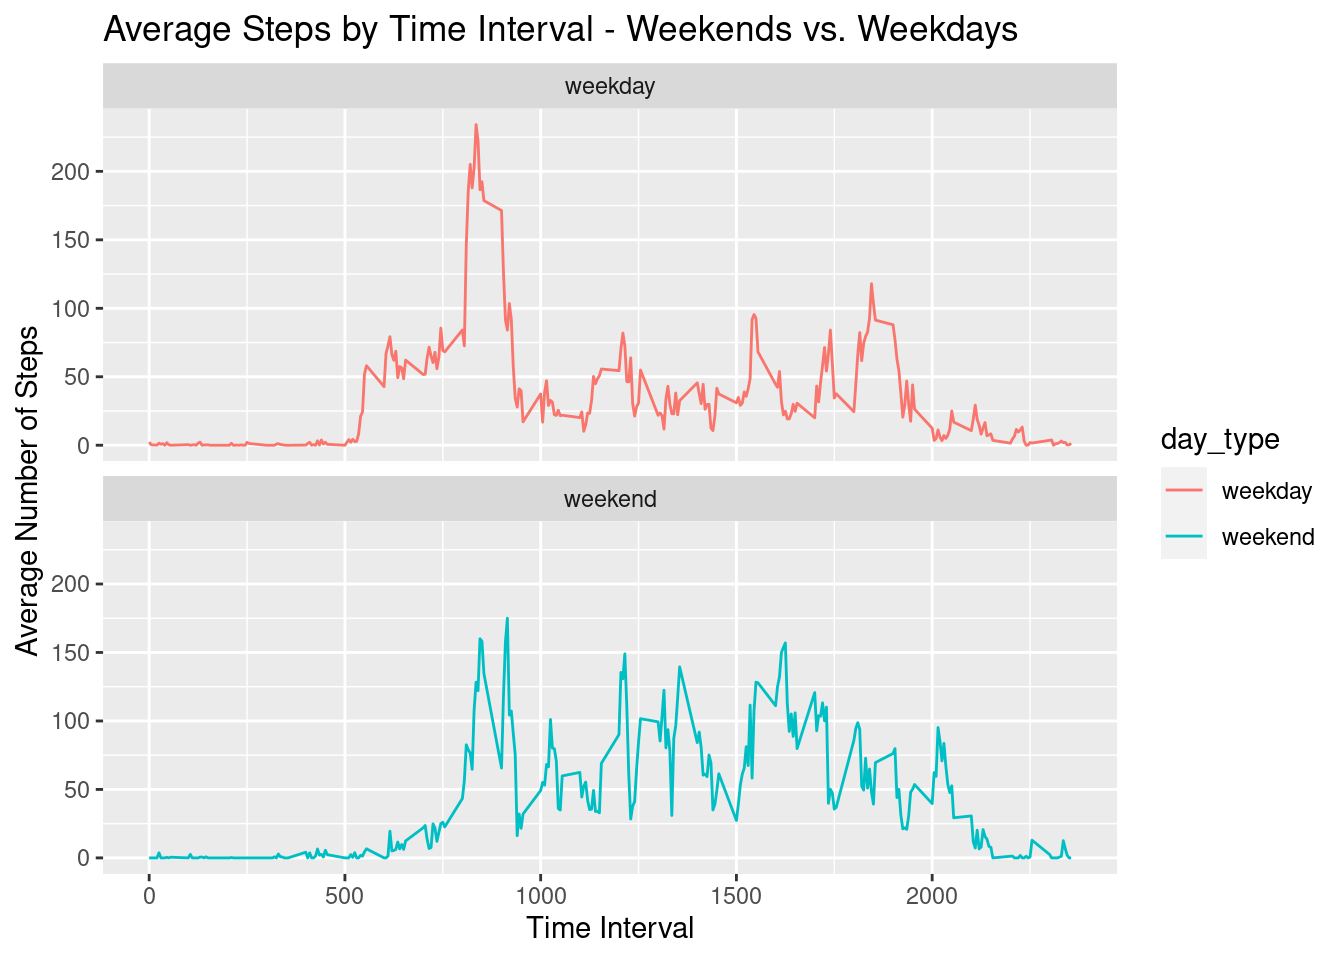 Average Steps by Time Interval - Weekends vs. Weekdays
weekday
200
150
100
50
0
weekend
200
150
100
50
0
0 500 1000 1500 2000
Time Interval
Average Number of Steps
day_type
weekday
weekend